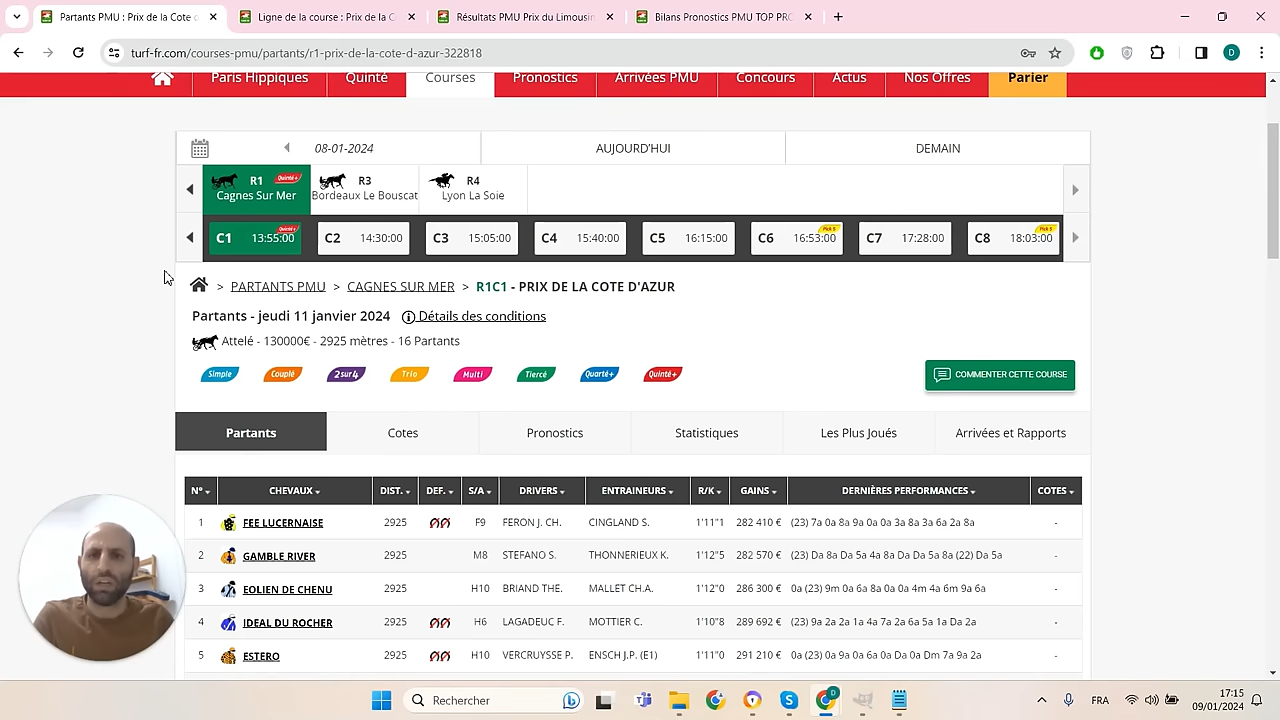 Partants PMU : Prix de la Cote d
Ligne de la course : Prix de la C
Résultats PMU Prix du Limousin
Bilans Pronostics PMU TOP PRO
turf-fr.com/courses-pmu/partants/r1-prix-de-la-cote-d-azur-322818
D
Paris Hippiques Quinté Courses Pronostics Arrivées PMU Concours Actus Nos Offres Parier
08-01-2024 AUJOURD'HUI DEMAIN
R1 Quinté+ R3 R4
Cagnes Sur Mer Bordeaux Le Bouscat Lyon La Soie
Quinté+ Pick 5 Pick 5
C1 13:55:00 C2 14:30:00 C3 15:05:00 C4 15:40:00 C5 16:15:00 C6 16:53:00 C7 17:28:00 C8 18:03:00
> PARTANTS PMU > CAGNES SUR MER > R1C1 - PRIX DE LA COTE D'AZUR
Partants - jeudi 11 janvier 2024 Détails des conditions
Attelé - 130000€ - 2925 mètres - 16 Partants
Simple Couplé 2sur4 Trio Multi Tiercé Quarté+ Quinté+
COMMENTER CETTE COURSE
Partants Cotes Pronostics Statistiques Les Plus Joués Arrivées et Rapports
N° CHEVAUX DIST. DEF. S/A DRIVERS ENTRAINEURS R/K GAINS DERNIÈRES PERFORMANCES COTES
1 FEE LUCERNAISE 2925 F9 FERON J. CH. CINGLAND S. 1'11"1 282 410 € (23) 7a 0a 8a 9a 0a 0a 3a 8a 3a 6a 2a 8a -
2 GAMBLE RIVER 2925 M8 STEFANO S. THONNERIEUX K. 1'12"5 282 570 € (23) Da 8a Da 5a 4a 8a Da Da 5a 8a (22) Da 5a -
3 EOLIEN DE CHENU 2925 H10 BRIAND THE. MALLET CH.A. 1'12"0 286 300 € 0a (23) 9m 0a 6a 8a 0a 0a 4m 4a 6m 9a 6a -
4 IDEAL DU ROCHER 2925 H6 LAGADEUC F. MOTTIER C. 1'10"8 289 692 € (23) 9a 2a 2a 1a 4a 7a 2a 6a 5a 1a Da 2a -
5 ESTERO 2925 H10 VERCRUYSSE P. ENSCH J.P. (E1) 1'11"0 291 210 € 0a (23) 0a 9a 0a 6a 0a Da 0a Dm 7a 9a 2a -
Rechercher
FRA
17:15
09/01/2024